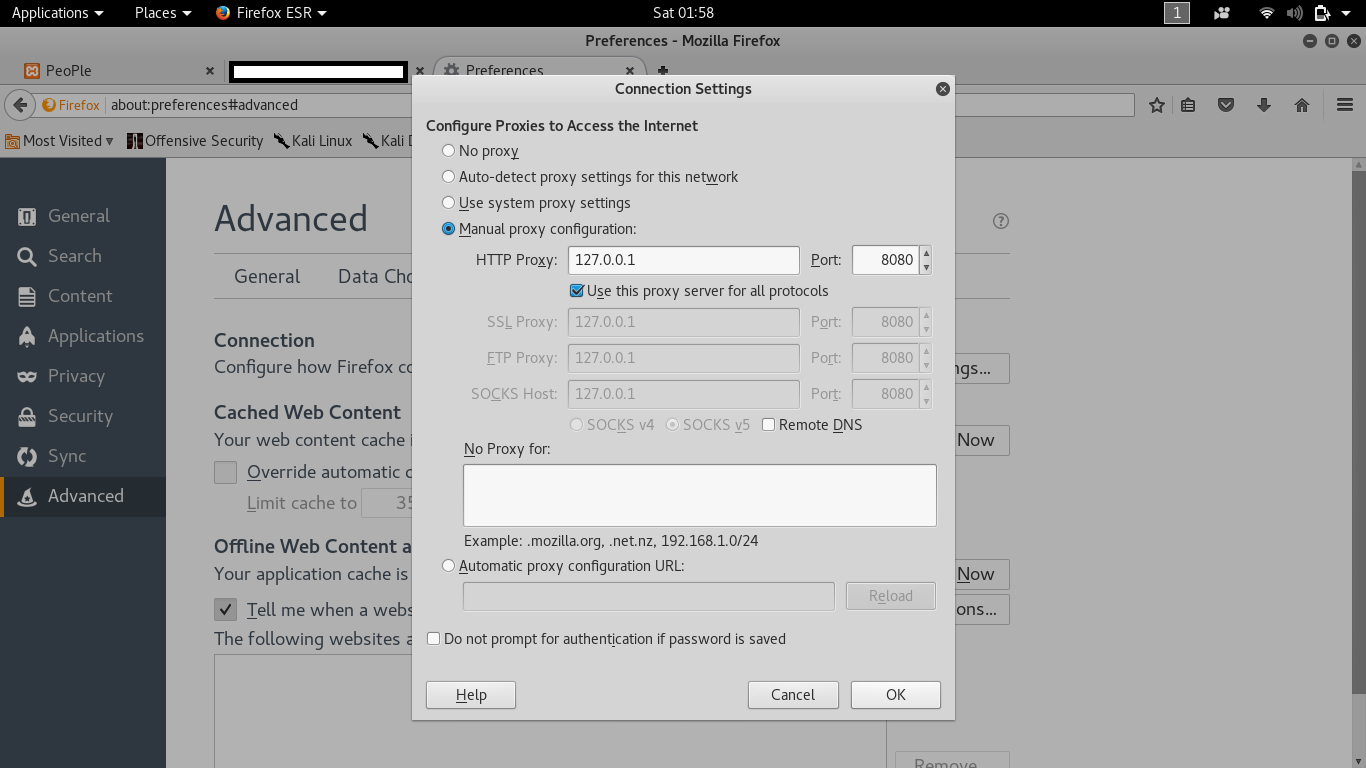 Applications Places Firefox ESR Sat 01:58 1
Preferences - Mozilla Firefox
PeoPle Preferences
Firefox about:preferences#advanced
Most Visited Offensive Security Kali Linux Kali D
Connection Settings
Configure Proxies to Access the Internet
No proxy
Auto-detect proxy settings for this network
Use system proxy settings
Manual proxy configuration:
HTTP Proxy: 127.0.0.1 Port: 8080
Use this proxy server for all protocols
SSL Proxy: 127.0.0.1 Port: 8080
FTP Proxy: 127.0.0.1 Port: 8080
SOCKS Host: 127.0.0.1 Port: 8080
SOCKS v4 SOCKS v5 Remote DNS
No Proxy for:
Example: .mozilla.org, .net.nz, 192.168.1.0/24
Automatic proxy configuration URL:
Reload
Do not prompt for authentication if password is saved
Help Cancel OK
General
Search
Content
Applications
Privacy
Security
Sync
Advanced
Advanced
General Data Cho
Connection
Configure how Firefox co
ngs...
Cached Web Content
Your web content cache i
Now
Override automatic c
Limit cache to 35
Offline Web Content a
Your application cache is
Now
Tell me when a webs
ons...
The following websites a
Remove...